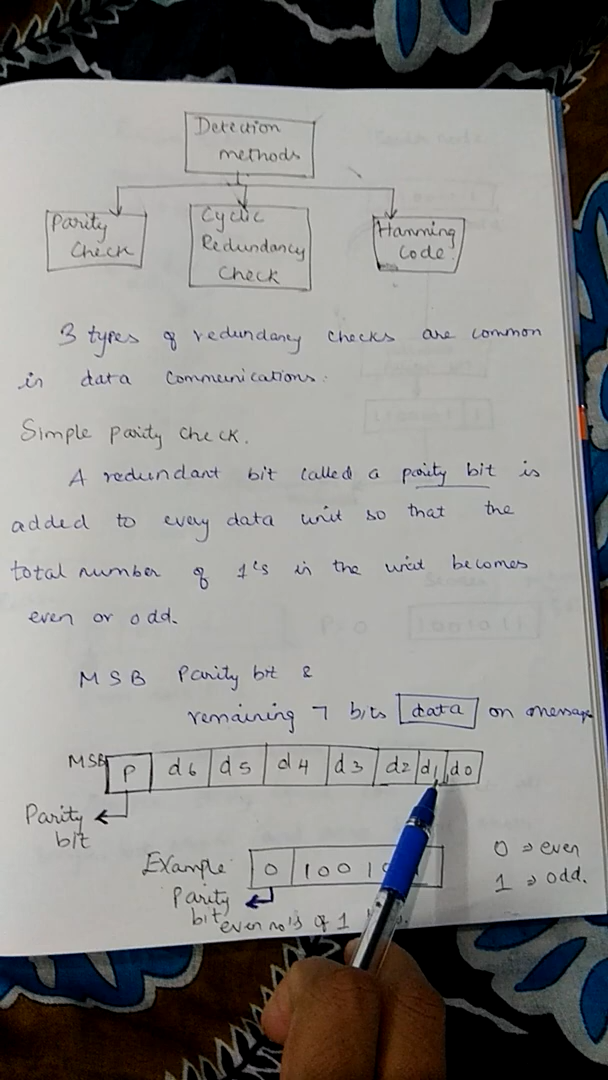 Detection
methods
Parity
Check
Cyclic
Redundancy
Check
Hamming
Code.
3 types of redundancy checks are common
in data communications.
Simple parity check.
A redundant bit called a parity bit is
added to every data unit so that the
total number of 1's in the unit becomes
even or odd.
MSB Parity bit &
remaining 7 bits data on message
MSB P d6 d5 d4 d3 d2 d1 d0
Parity
bit
Example 0 1 0 0 1
0 ⇒ even
1 ⇒ odd.
Parity
bit
even no's of 1